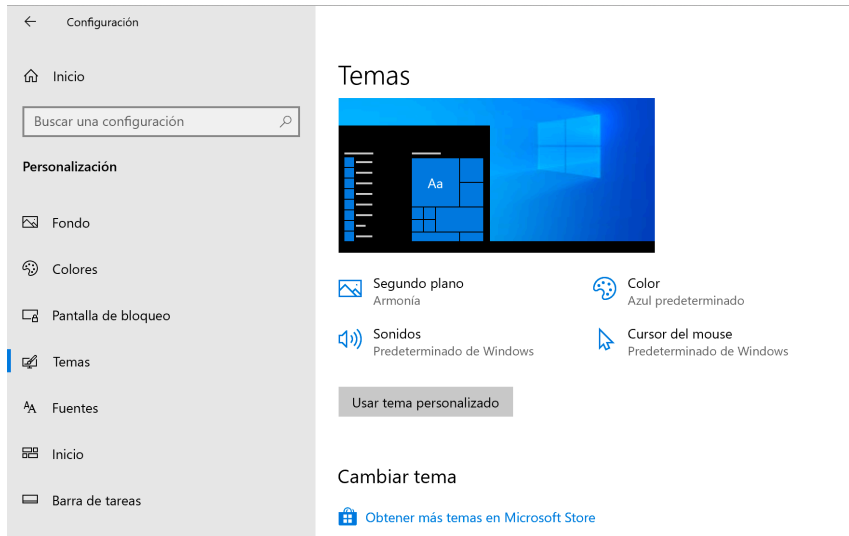 Configuración
Inicio
Buscar una configuración
Personalización
Fondo
Colores
Pantalla de bloqueo
Temas
Fuentes
Inicio
Barra de tareas
Temas
Aa
Segundo plano
Armonía
Color
Azul predeterminado
Sonidos
Predeterminado de Windows
Cursor del mouse
Predeterminado de Windows
Usar tema personalizado
Cambiar tema
Obtener más temas en Microsoft Store